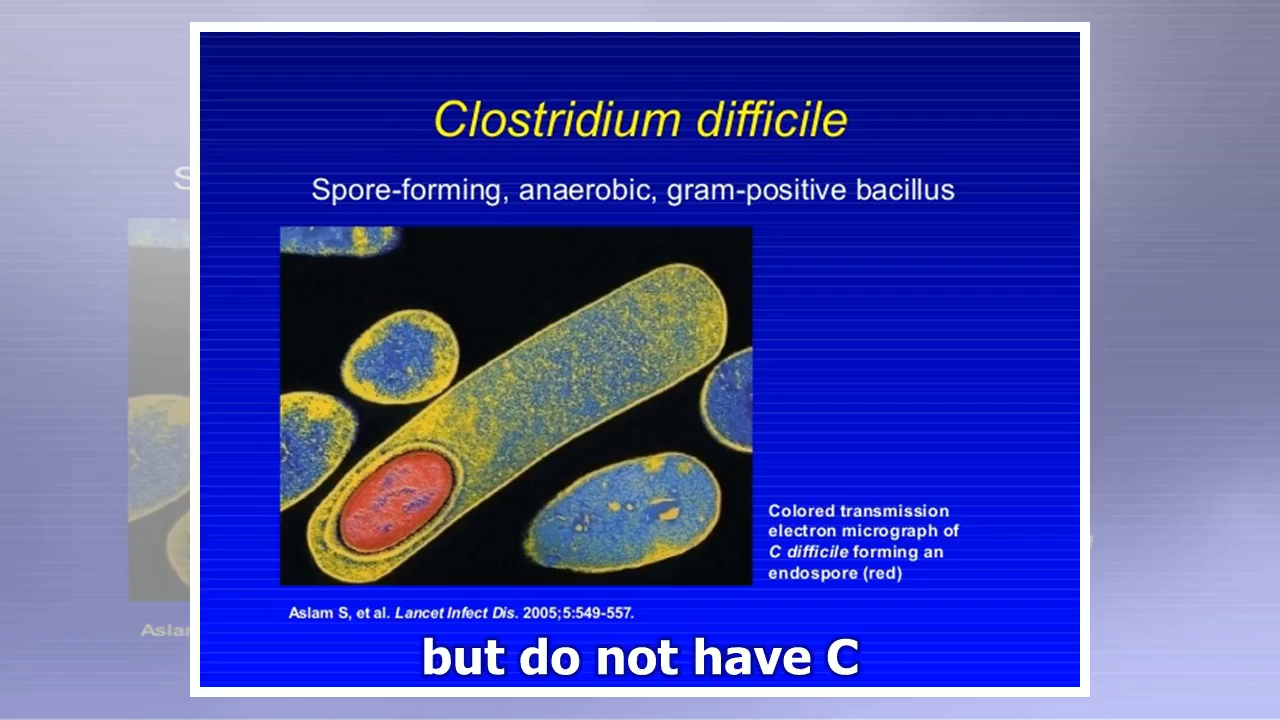 Clostridium difficile
Spore-forming, anaerobic, gram-positive bacillus
Colored transmission
electron micrograph of
C difficile forming an
endospore (red)
Aslam S, et al. Lancet Infect Dis. 2005;5:549-557.
but do not have C